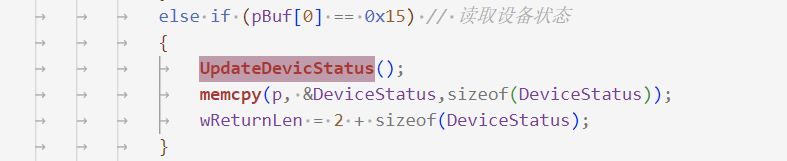 else if (pBuf[0] == 0x15) // 读取设备状态
{
UpdateDevicStatus();
memcpy(p, &DeviceStatus,sizeof(DeviceStatus));
wReturnLen = 2 + sizeof(DeviceStatus);
}